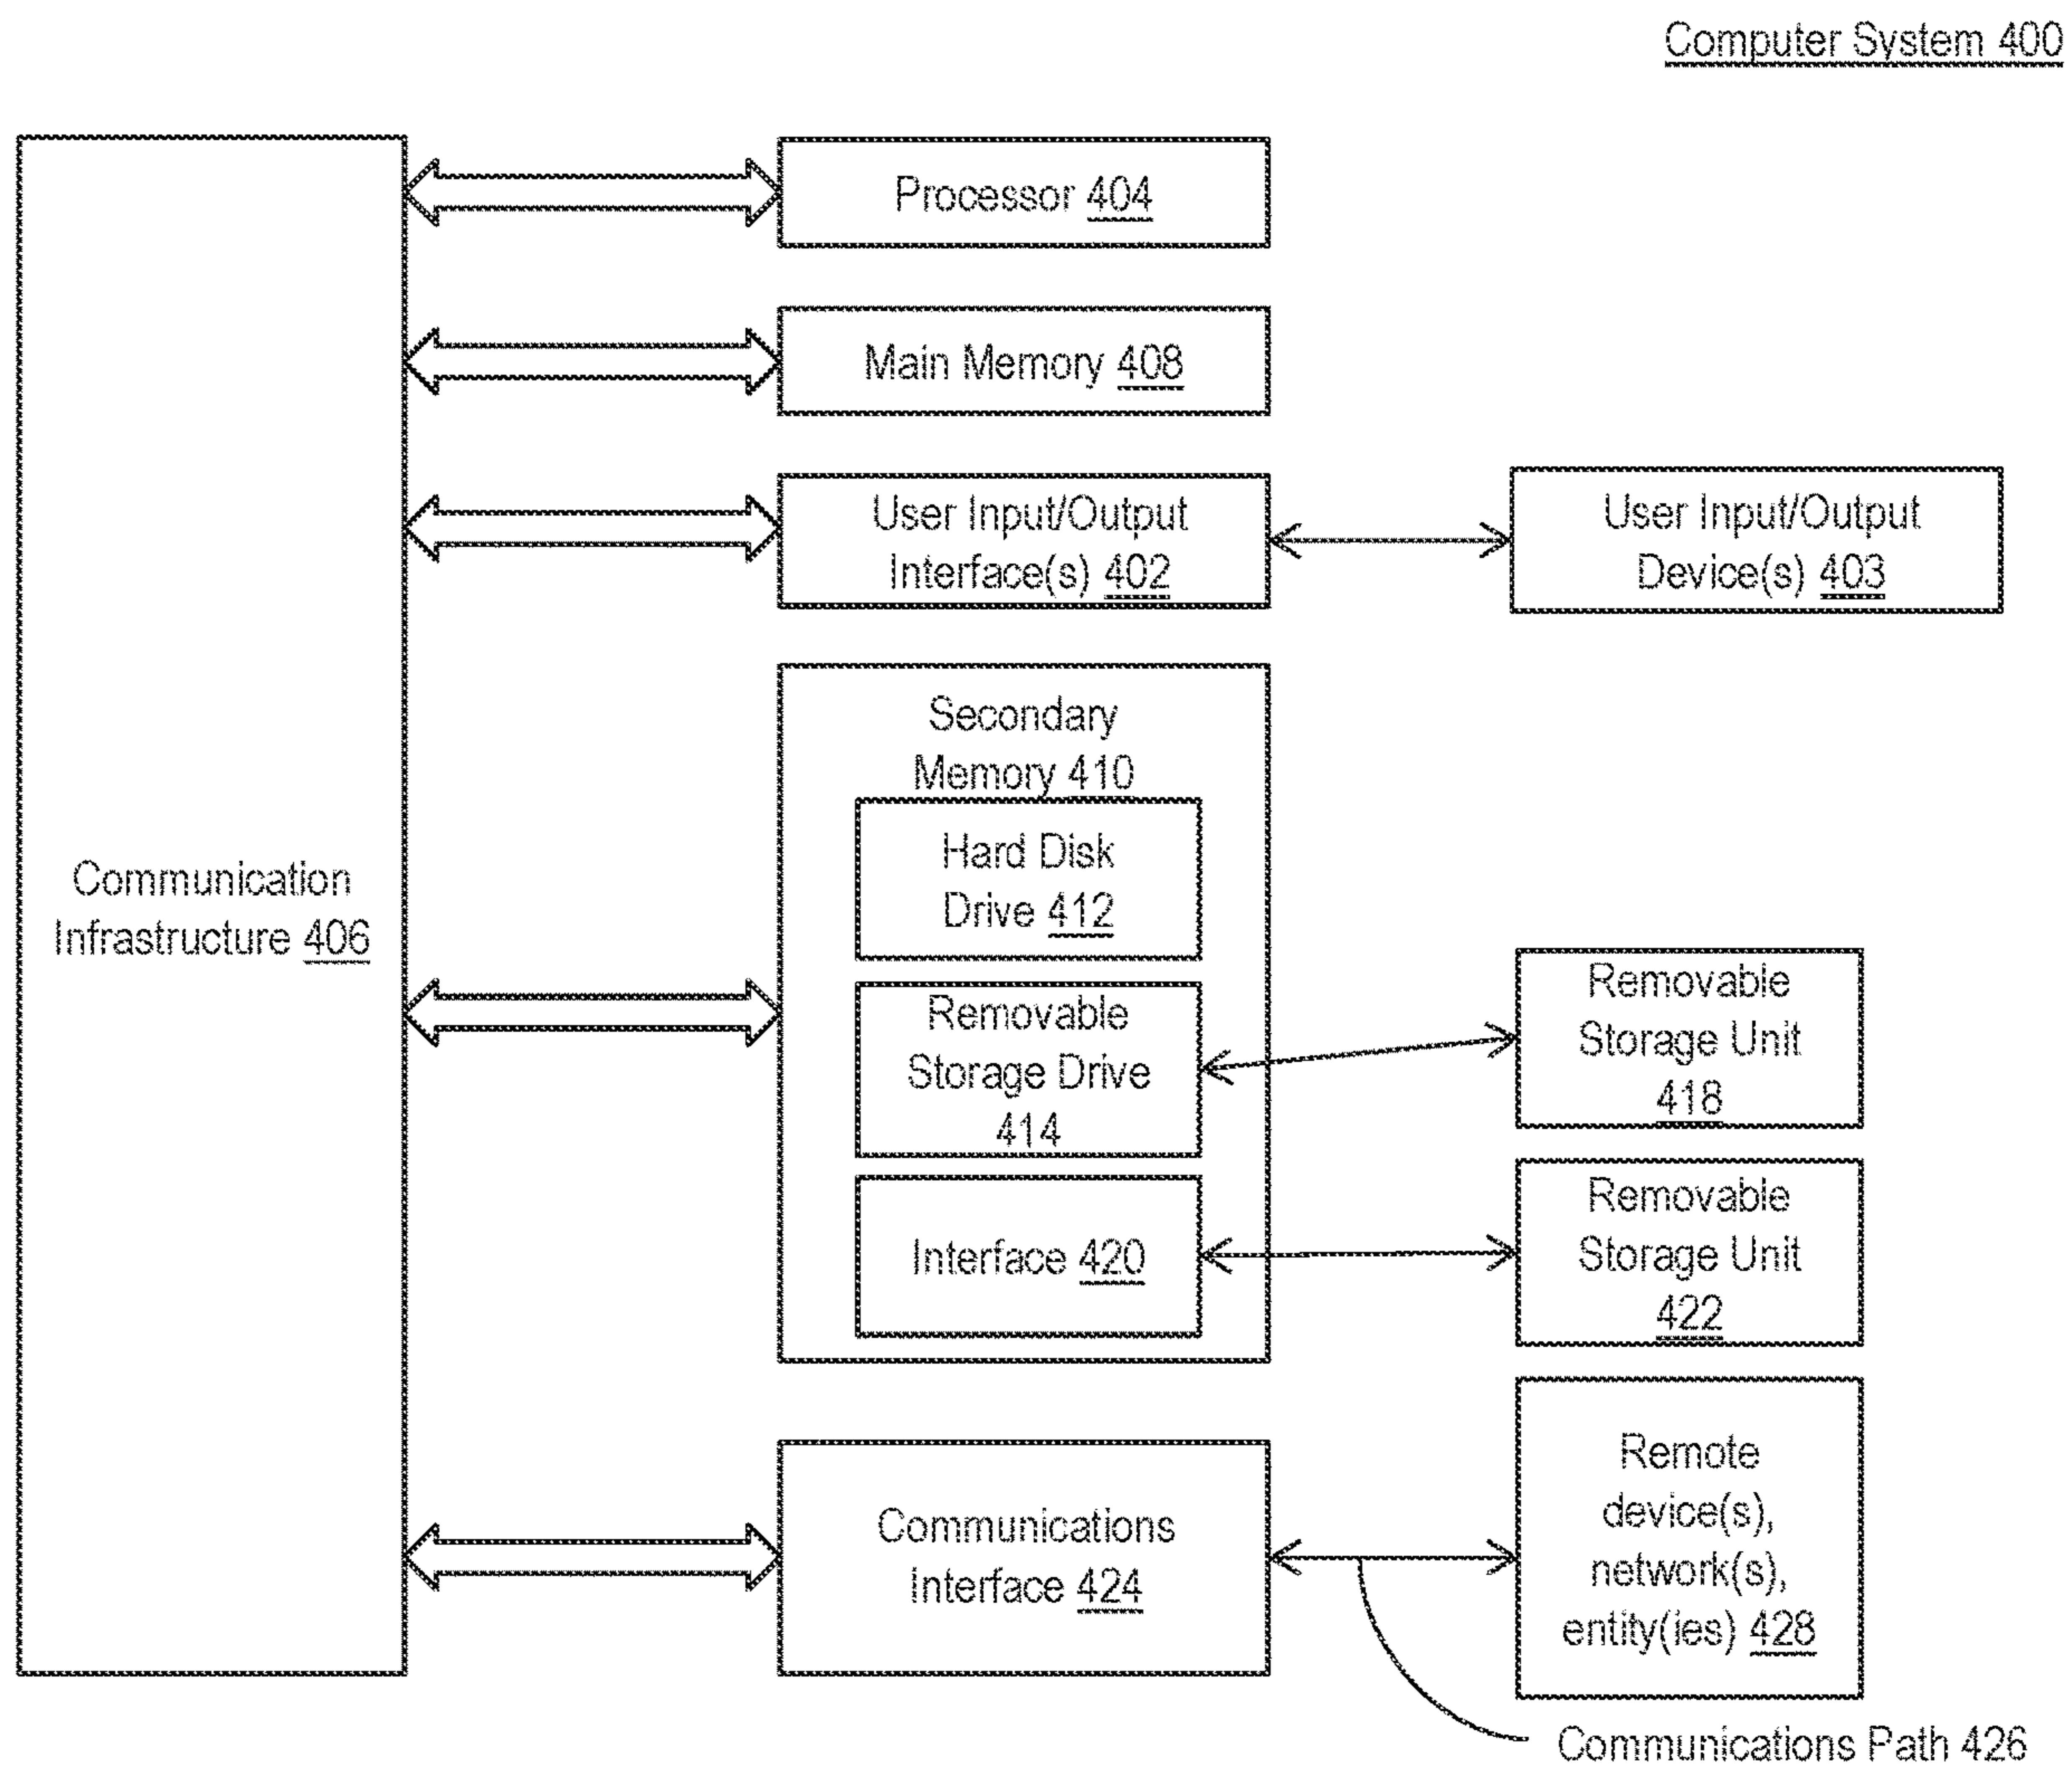 Computer System 400
Processor 404
Main Memory 408
User Input/Output
Interface(s) 402
User Input/Output
Device(s) 403
Secondary
Memory 410
Hard Disk
Drive 412
Communication
Infrastructure 406
Removable
Storage Drive
414
Removable
Storage Unit
418
Interface 420
Removable
Storage Unit
422
Communications
Interface 424
Remote
device(s),
network(s),
entity(ies) 428
Communications Path 426